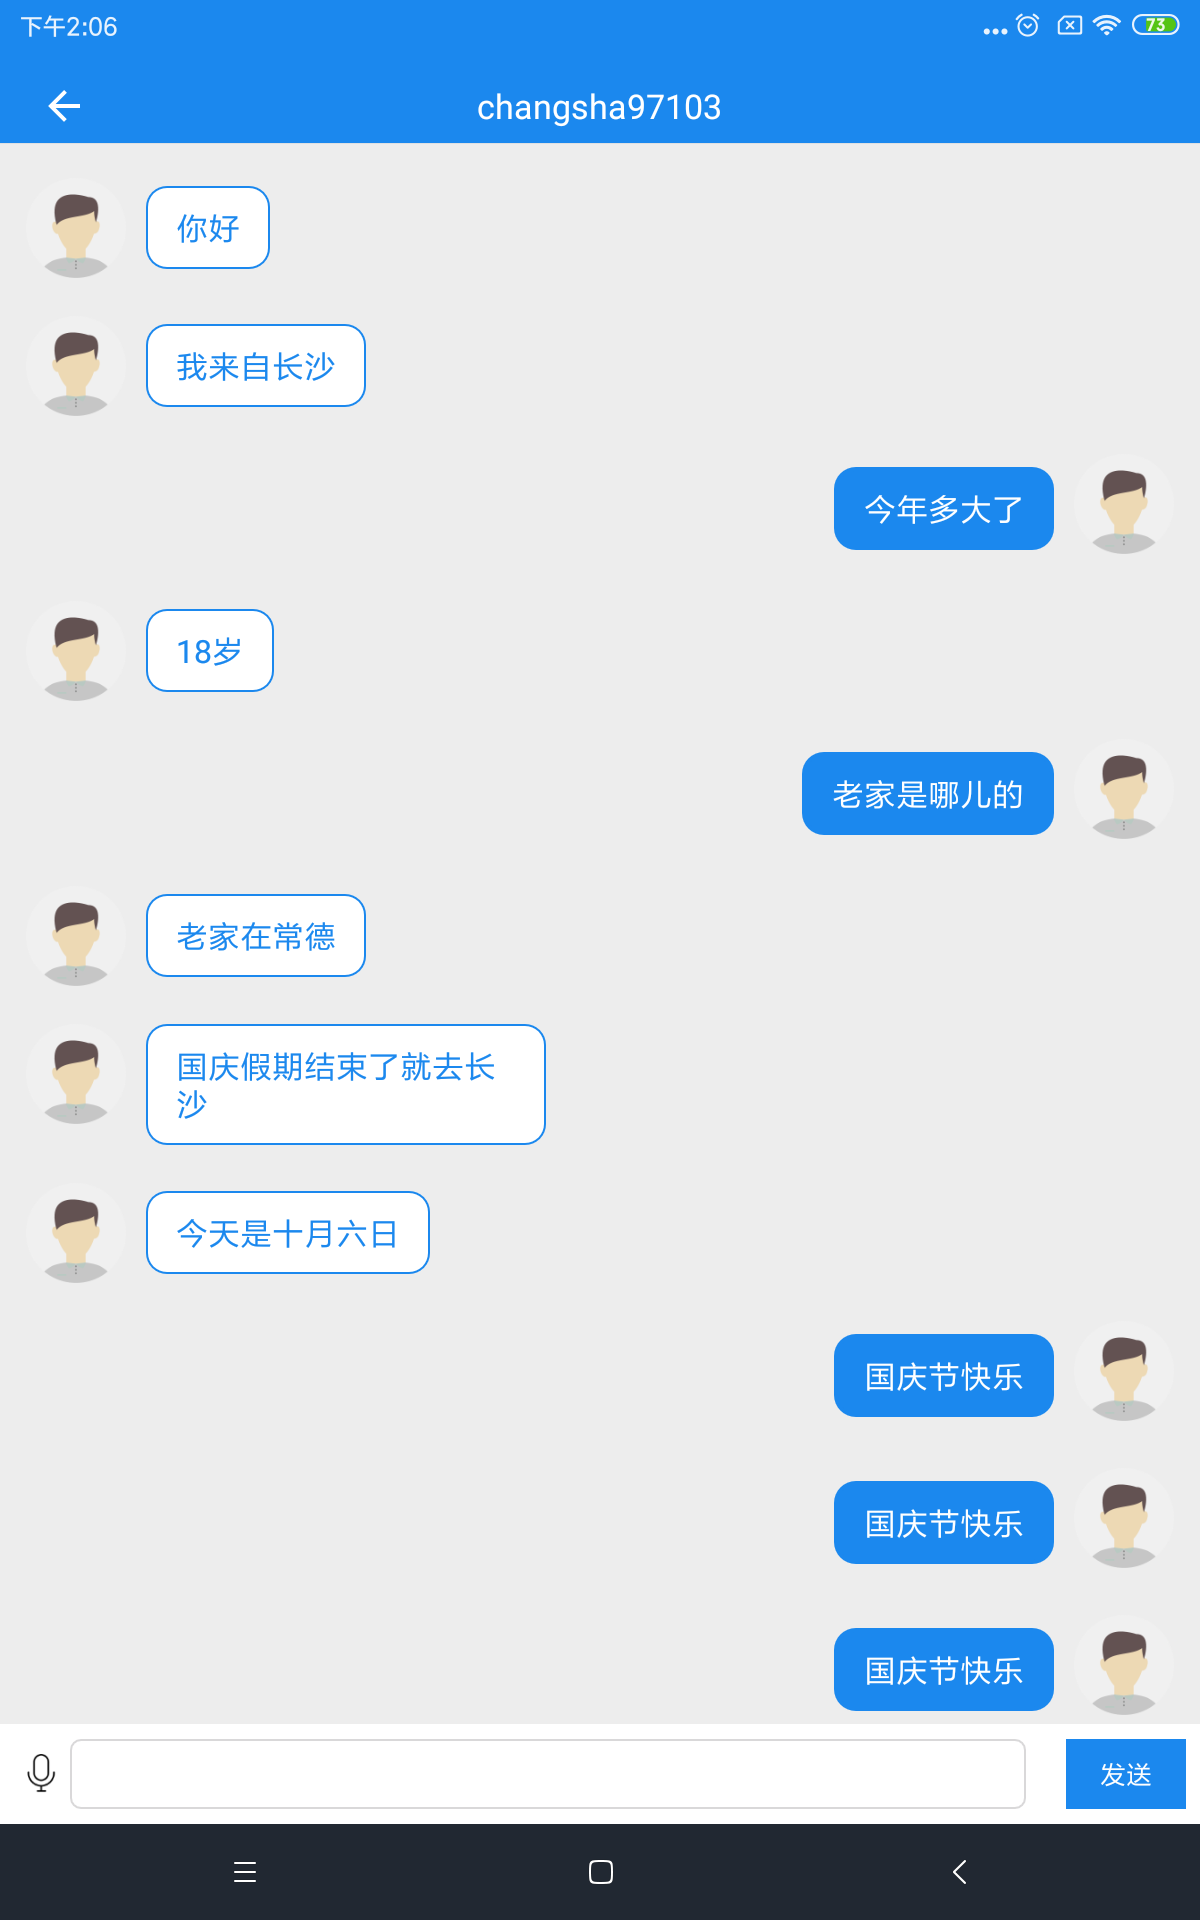 下午2:06
73
changsha97103
你好
我来自长沙
今年多大了
18岁
老家是哪儿的
老家在常德
国庆假期结束了就去长
沙
今天是十月六日
国庆节快乐
国庆节快乐
国庆节快乐
发送